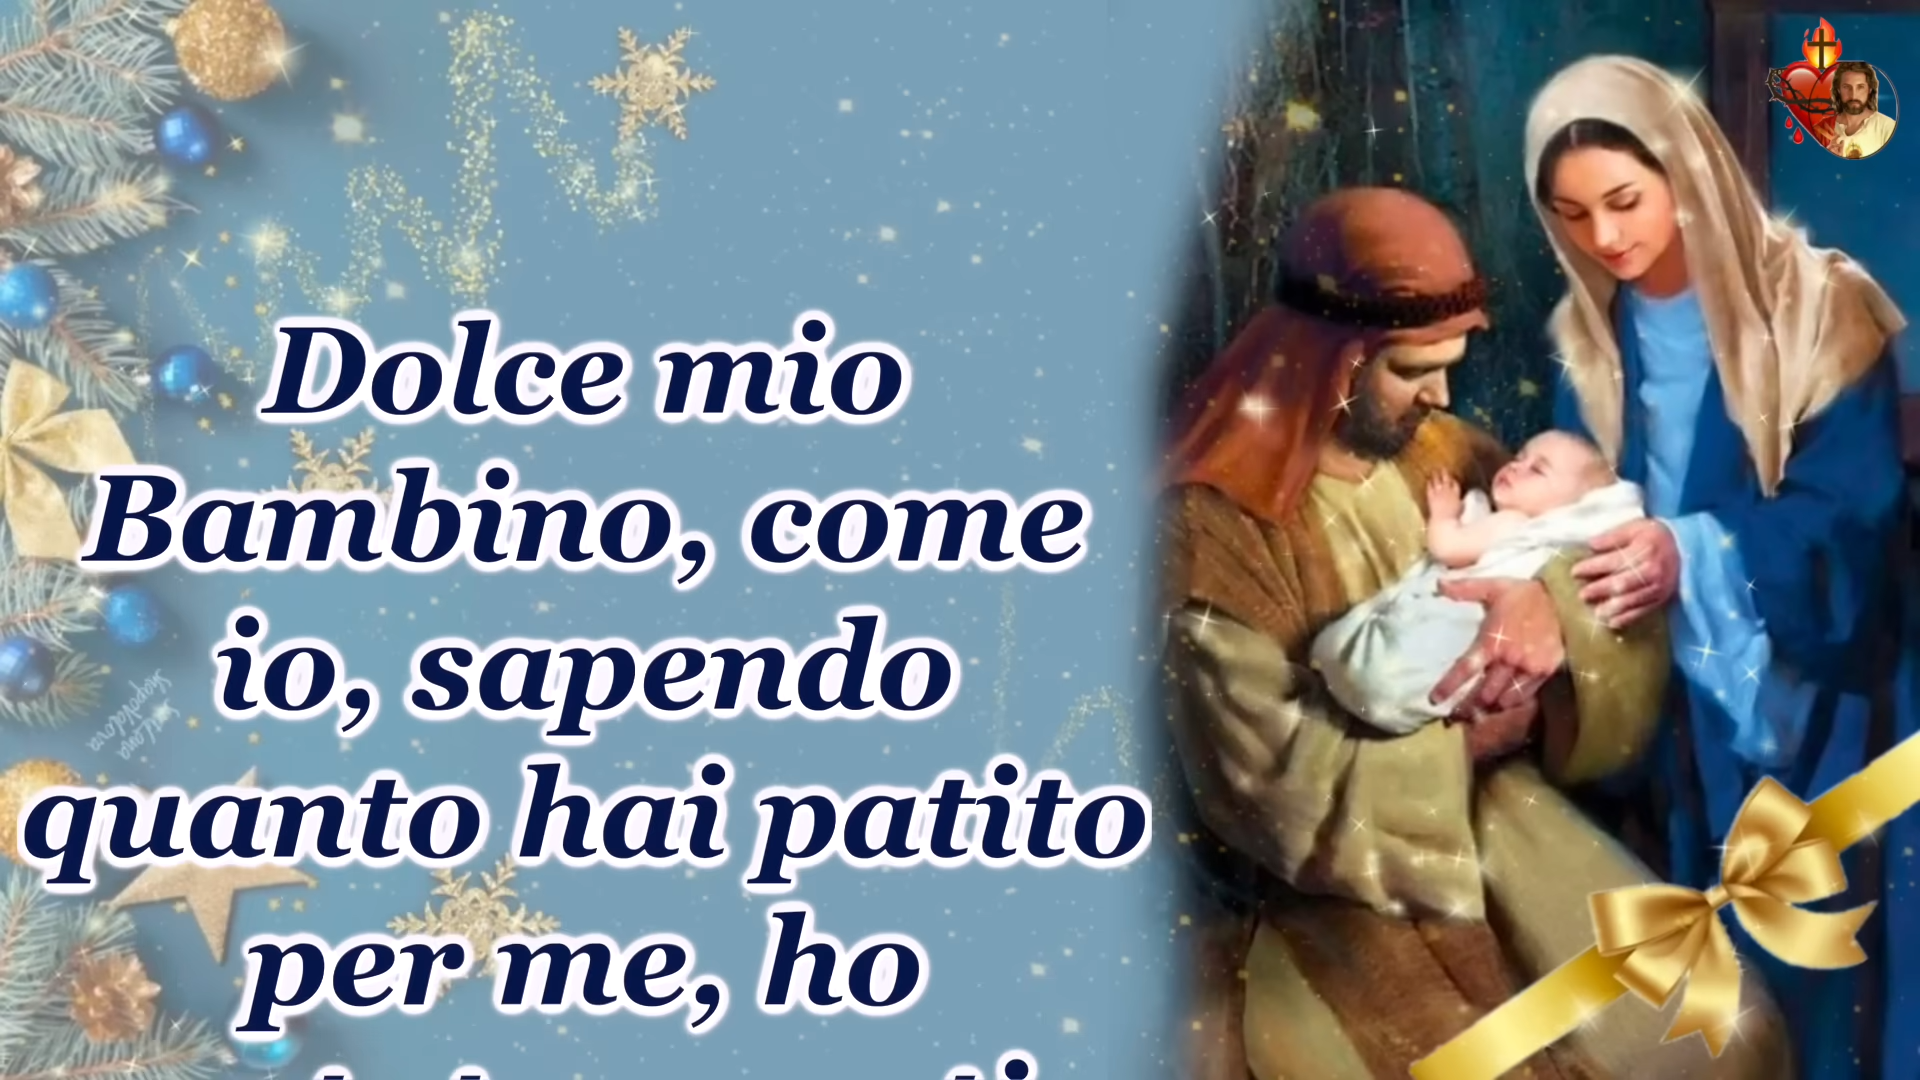 Dolce mio
Bambino, come
io, sapendo
quanto hai patito
per me, ho